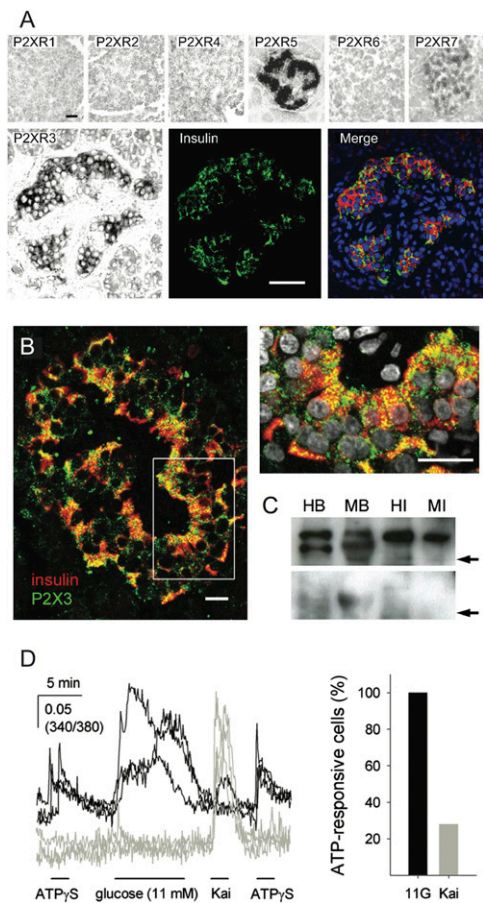 A
P2XR1 P2XR2 P2XR4 P2XR5 P2XR6 P2XR7
P2XR3 Insulin Merge
B
insulin
P2X3
C
HB MB HI MI
D
5 min
0.05
(340/380)
ATPγS glucose (11 mM) Kai ATPγS
ATP-responsive cells (%)
100
80
60
40
20
11G Kai